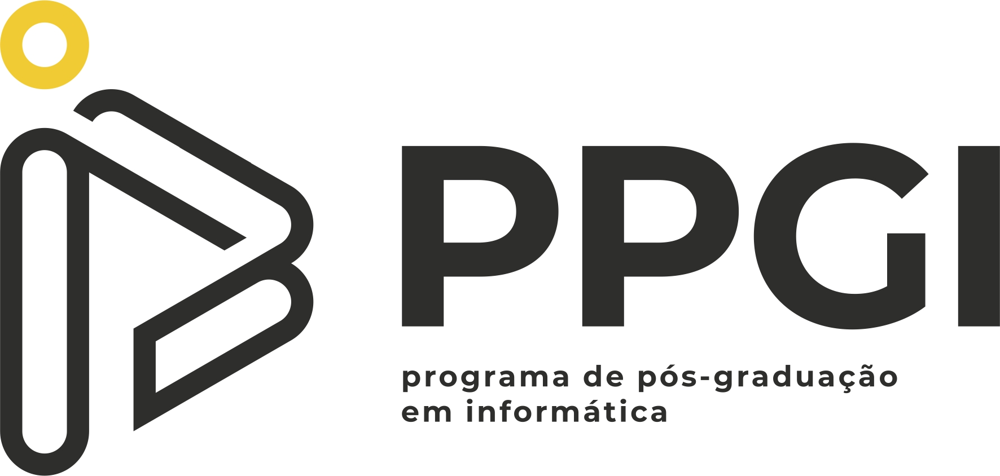 PPGI
programa de pós-graduação
em informática